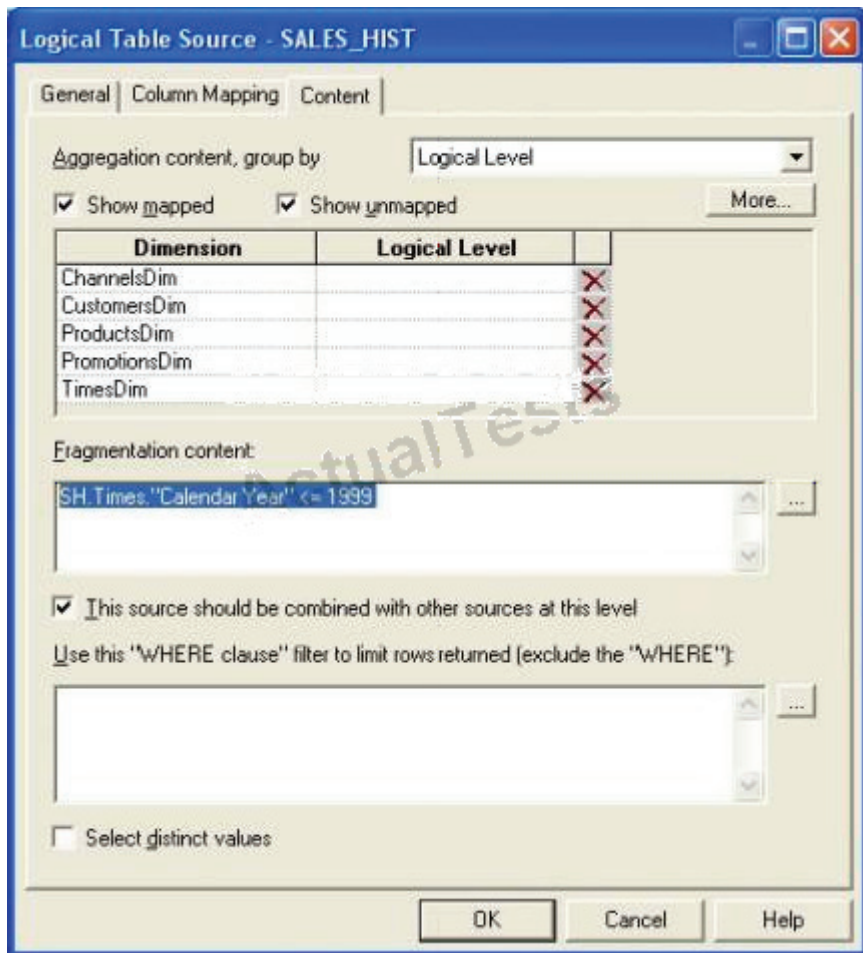 Logical Table Source - SALES_HIST
General Column Mapping Content
Aggregation content, group by Logical Level
Show mapped Show unmapped More...
Dimension Logical Level
ChannelsDim
CustomersDim
ProductsDim
PromotionsDim
TimesDim
ActualTests
Fragmentation content:
SH.Times."Calendar Year" <= 1999
...
This source should be combined with other sources at this level
Use this "WHERE clause" filter to limit rows returned (exclude the "WHERE"):
...
Select distinct values
OK Cancel Help